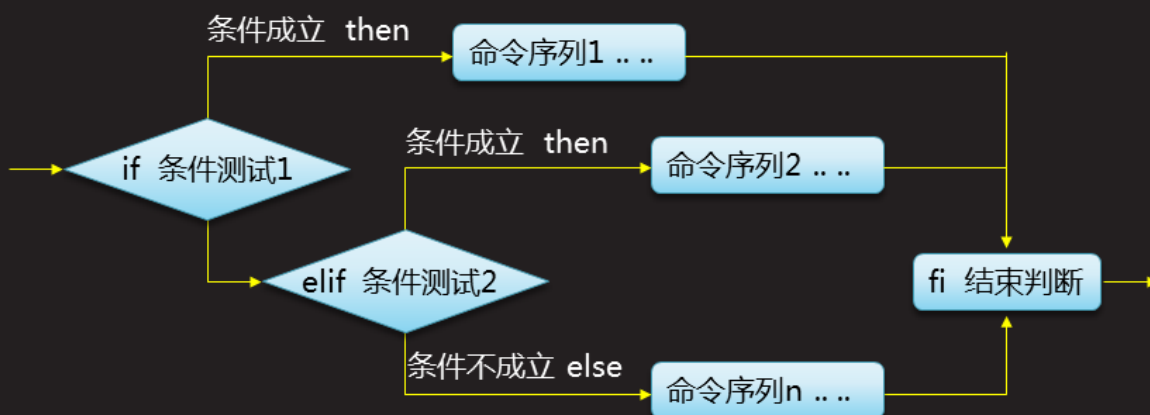 条件成立 then
命令序列1 .. ..
条件成立 then
if 条件测试1
命令序列2 .. ..
elif 条件测试2
fi 结束判断
条件不成立 else
命令序列n .. ..